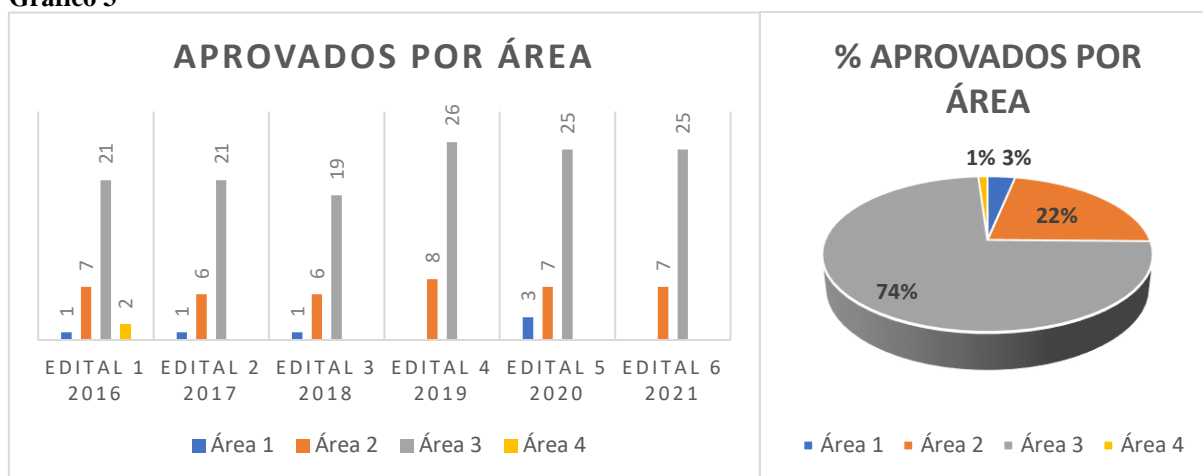 Gráfico 3
APROVADOS POR ÁREA
1 7 21 2
1 6 21
1 6 19
8 26
3 7 25
7 25
EDITAL 1 EDITAL 2 EDITAL 3 EDITAL 4 EDITAL 5 EDITAL 6
2016 2017 2018 2019 2020 2021
Área 1 Área 2 Área 3 Área 4
% APROVADOS POR
ÁREA
1% 3%
22%
74%
Área 1 Área 2 Área 3 Área 4